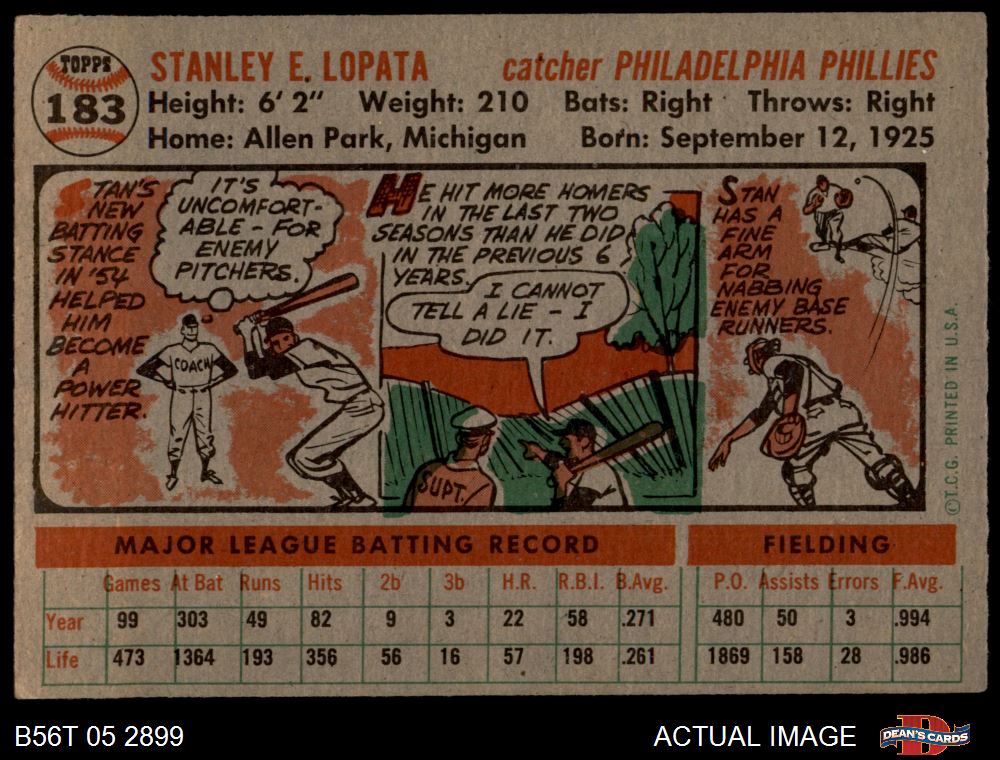 TOPPS
183
STANLEY E. LOPATA catcher PHILADELPHIA PHILLIES
Height: 6' 2" Weight: 210 Bats: Right Throws: Right
Home: Allen Park, Michigan Born: September 12, 1925
STAN'S
NEW
BATTING
STANCE
IN '54
HELPED
HIM
BECOME
A
POWER
HITTER.
IT'S
UNCOMFORT-
ABLE - FOR
ENEMY
PITCHERS.
COACH
HE HIT MORE HOMERS
IN THE LAST TWO
SEASONS THAN HE DID
IN THE PREVIOUS 6
YEARS.
I CANNOT
TELL A LIE - I
DID IT.
SUPT.
STAN
HAS A
FINE
ARM
FOR
NABBING
ENEMY BASE
RUNNERS.
©T.C.G. PRINTED IN U.S.A.
MAJOR LEAGUE BATTING RECORD FIELDING
Games At Bat Runs Hits 2b 3b H.R. R.B.I. B.Avg. P.O. Assists Errors F.Avg.
Year 99 303 49 82 9 3 22 58 .271 480 50 3 .994
Life 473 1364 193 356 56 16 57 198 .261 1869 158 28 .986
B56T 05 2899 ACTUAL IMAGE
DEAN'S CARDS